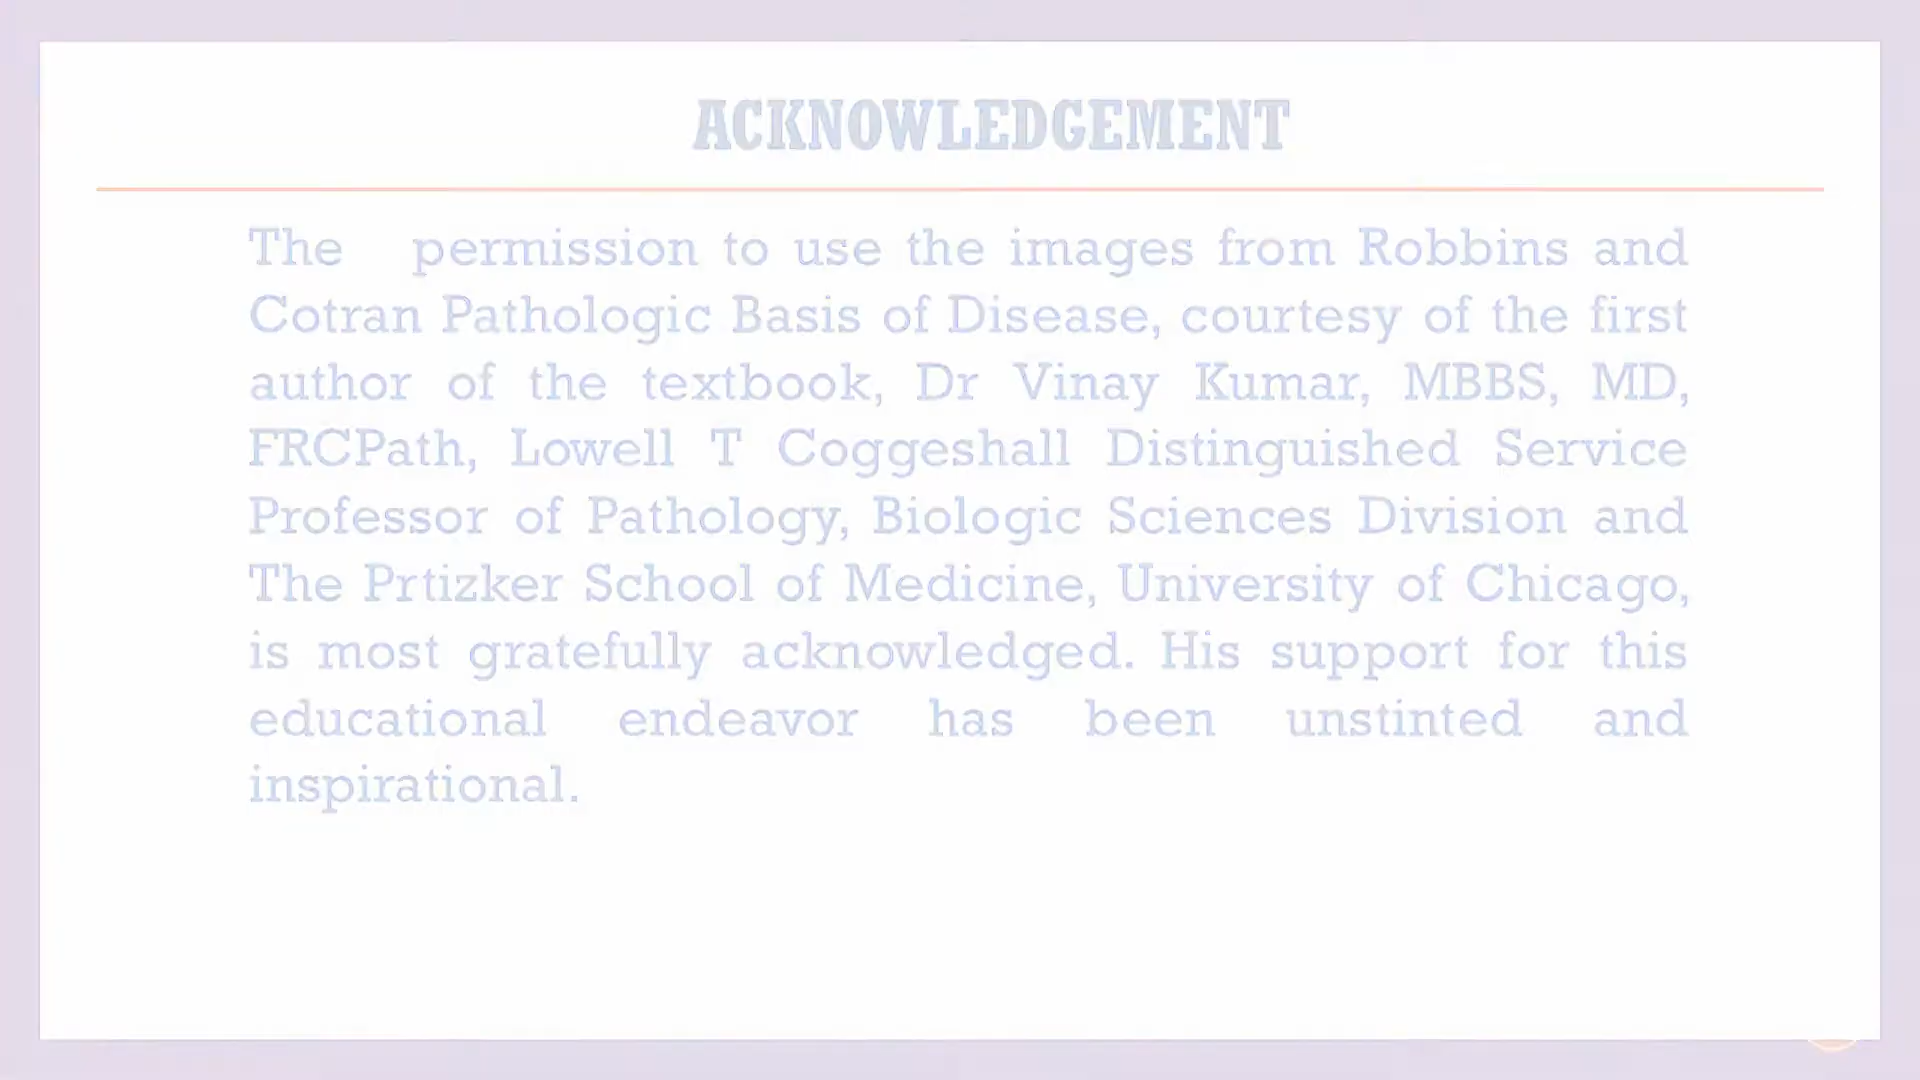 ACKNOWLEDGEMENT
The permission to use the images from Robbins and
Cotran Pathologic Basis of Disease, courtesy of the first
author of the textbook, Dr Vinay Kumar, MBBS, MD,
FRCPath, Lowell T Coggeshall Distinguished Service
Professor of Pathology, Biologic Sciences Division and
The Prtizker School of Medicine, University of Chicago,
is most gratefully acknowledged. His support for this
educational endeavor has been unstinted and
inspirational.